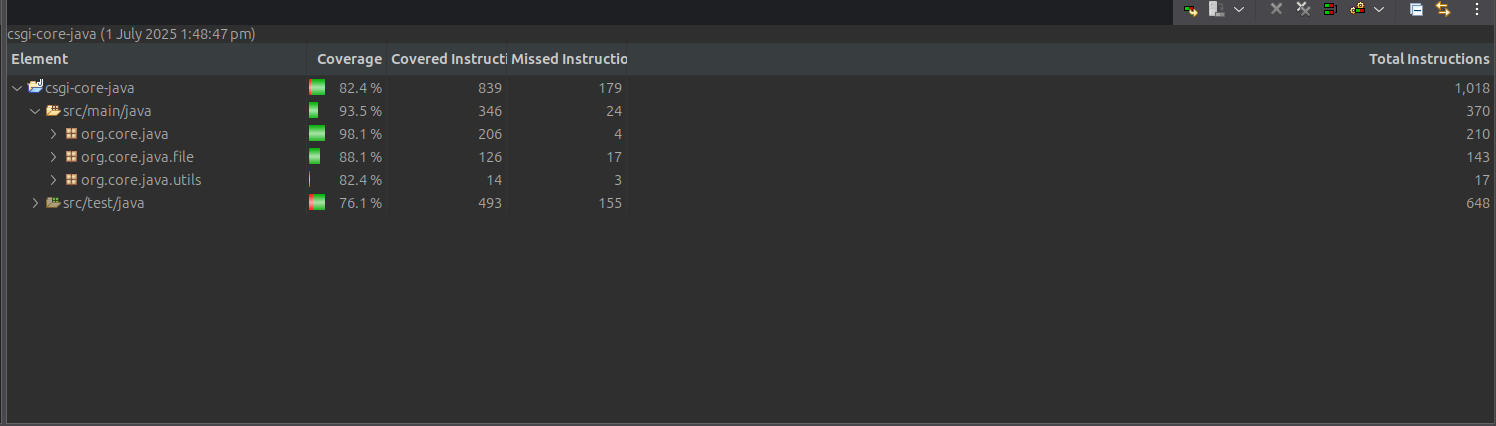 csgi-core-java (1 July 2025 1:48:47 pm)
Element Coverage Covered Instructi Missed Instructio Total Instructions
csgi-core-java 82.4 % 839 179 1,018
src/main/java 93.5 % 346 24 370
org.core.java 98.1 % 206 4 210
org.core.java.file 88.1 % 126 17 143
org.core.java.utils 82.4 % 14 3 17
src/test/java 76.1 % 493 155 648